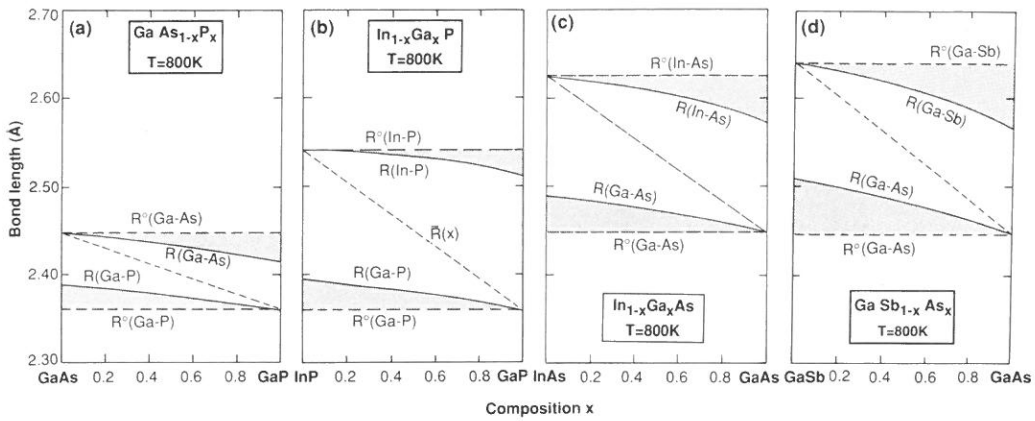 2.70
2.60
2.50
2.40
2.30
Bond length (Å)
(a)
Ga As₁₋ₓPₓ
T=800K
R°(Ga-As)
R(Ga-As)
R(Ga-P)
R°(Ga-P)
GaAs 0.2 0.4 0.6 0.8 GaP
(b)
In₁₋ₓGaₓ P
T=800K
R°(In-P)
R(In-P)
R̄(x)
R(Ga-P)
R°(Ga-P)
InP 0.2 0.4 0.6 0.8 GaP
(c)
R°(In-As)
R(In-As)
R(Ga-As)
R°(Ga-As)
In₁₋ₓGaₓAs
T=800K
InAs 0.2 0.4 0.6 0.8 GaAs
(d)
R°(Ga-Sb)
R(Ga-Sb)
R(Ga-As)
R°(Ga-As)
Ga Sb₁₋ₓ Asₓ
T=800K
GaSb 0.2 0.4 0.6 0.8 GaAs
Composition x